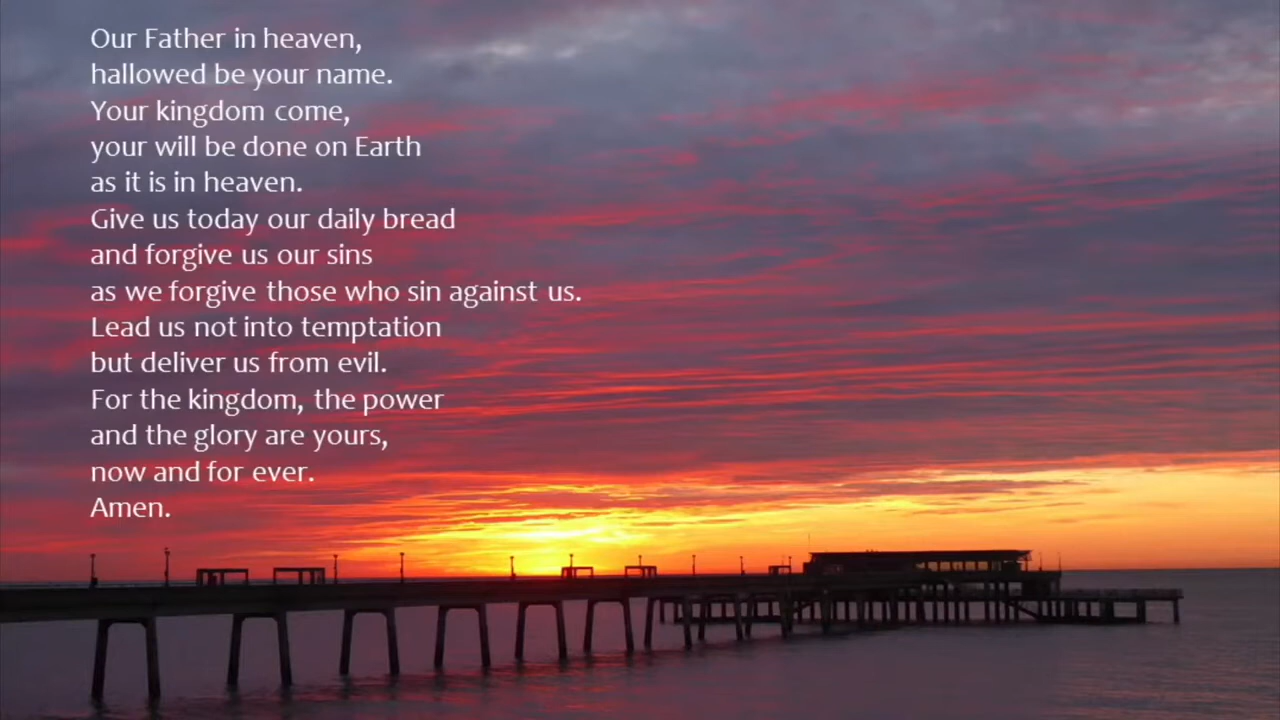 Our Father in heaven,
hallowed be your name.
Your kingdom come,
your will be done on Earth
as it is in heaven.
Give us today our daily bread
and forgive us our sins
as we forgive those who sin against us.
Lead us not into temptation
but deliver us from evil.
For the kingdom, the power
and the glory are yours,
now and for ever.
Amen.